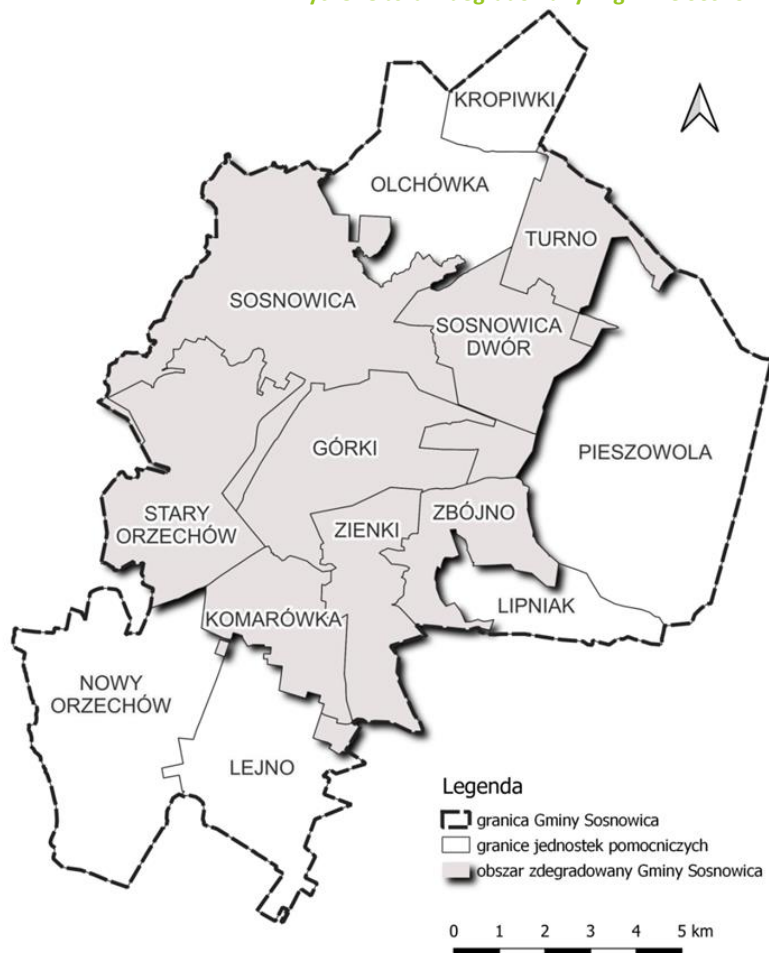 KROPIWKI
OLCHÓWKA
TURNO
SOSNOWICA
SOSNOWICA
DWÓR
GÓRKI
PIESZOWOLA
STARY
ORZECHÓW
ZIENKI
ZBÓJNO
LIPNIAK
KOMARÓWKA
NOWY
ORZECHÓW
LEJNO
Legenda
granica Gminy Sosnowica
granice jednostek pomocniczych
obszar zdegradowany Gminy Sosnowica
0 1 2 3 4 5 km